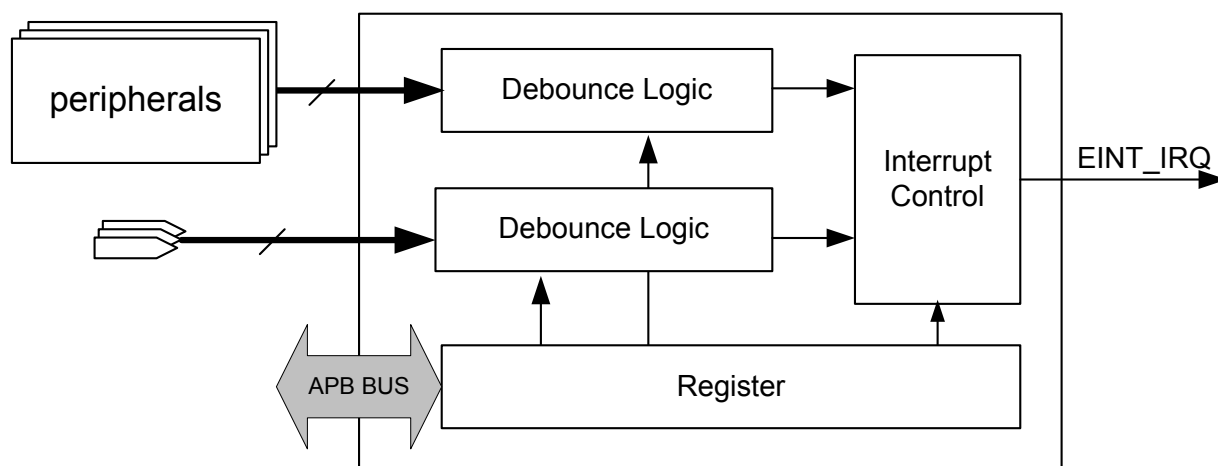 peripherals
Debounce Logic
Interrupt
Control
EINT_IRQ
Debounce Logic
APB BUS
Register